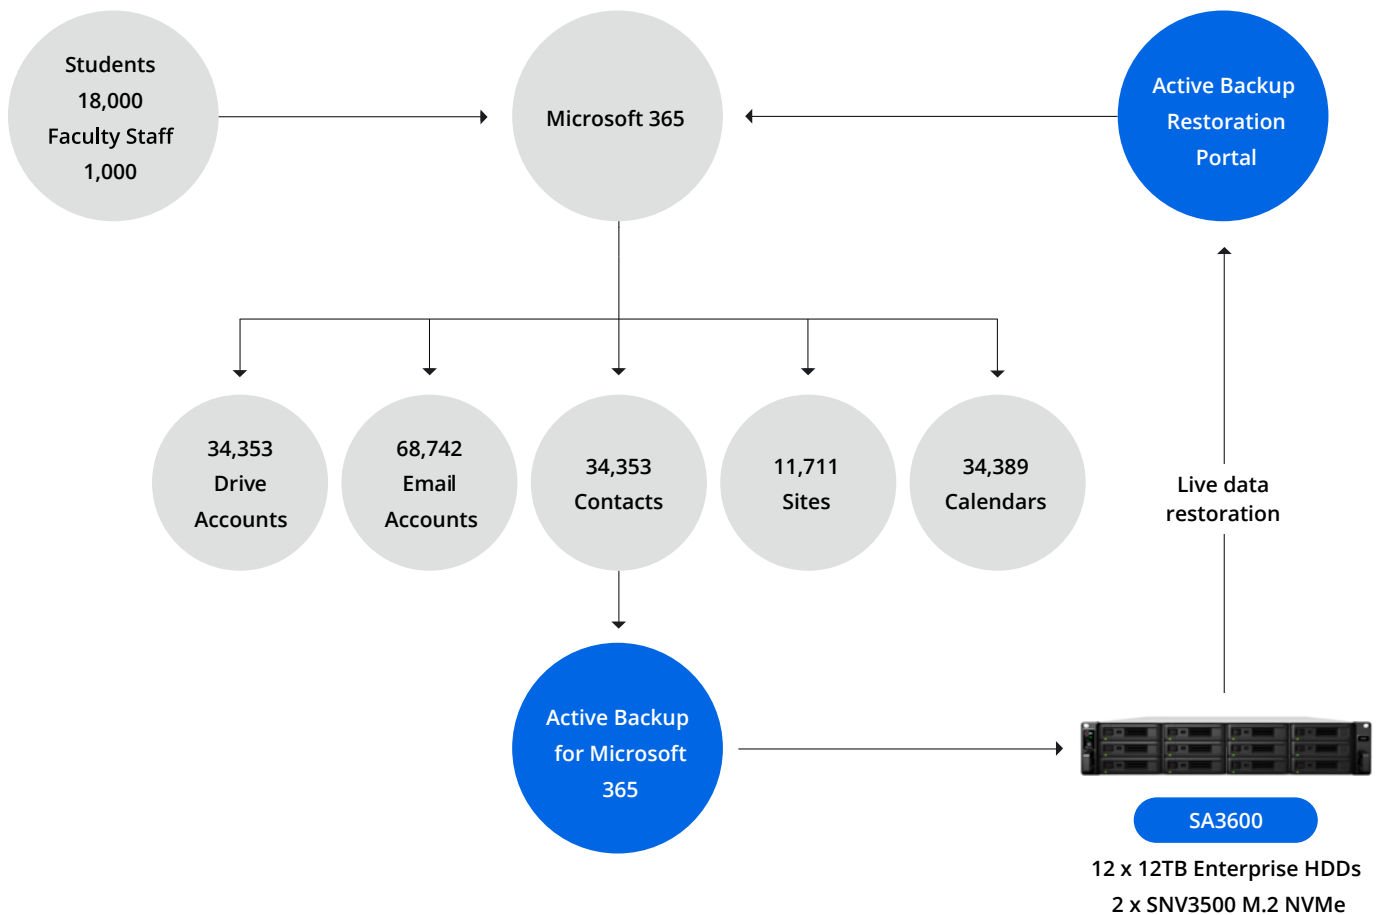 Students
18,000
Faculty Staff
1,000
Microsoft 365
Active Backup
Restoration
Portal
34,353
Drive
Accounts
68,742
Email
Accounts
34,353
Contacts
11,711
Sites
34,389
Calendars
Live data
restoration
Active Backup
for Microsoft
365
SA3600
12 x 12TB Enterprise HDDs
2 x SNV3500 M.2 NVMe